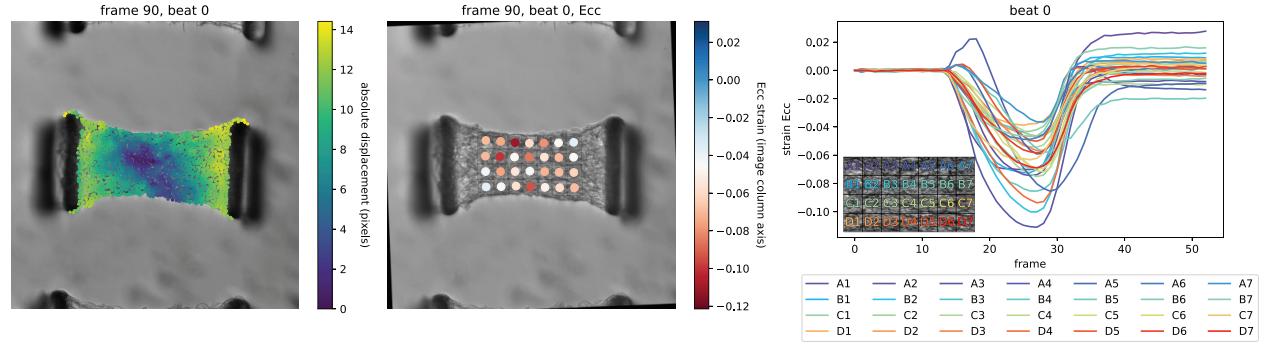 frame 90, beat 0
14
12
10
8
6
4
2
0
absolute displacement (pixels)
frame 90, beat 0, Ecc
0.02
0.00
−0.02
−0.04
−0.06
−0.08
−0.10
−0.12
Ecc strain (image column axis)
beat 0
strain Ecc
0.02
0.00
−0.02
−0.04
−0.06
−0.08
−0.10
B1 B2 B3 B4 B5 B6 B7
C1 C2 C3 C4 C5 C6 C7
D1 D2 D3 D4 D5 D6 D7
0 10 20 30 40 50
frame
A1 A2 A3 A4 A5 A6 A7
B1 B2 B3 B4 B5 B6 B7
C1 C2 C3 C4 C5 C6 C7
D1 D2 D3 D4 D5 D6 D7